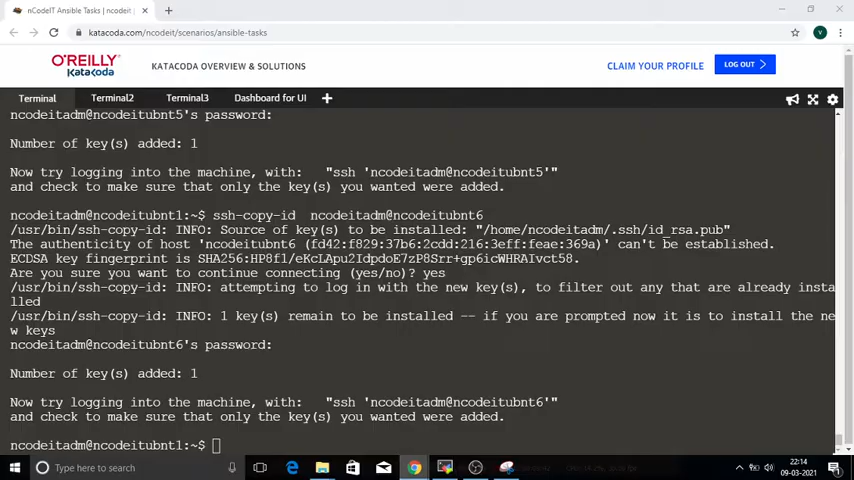 nCodeIT Ansible Tasks | ncodeit |
katacoda.com/ncodeit/scenarios/ansible-tasks
V
O'REILLY
Katacoda
KATACODA OVERVIEW & SOLUTIONS
CLAIM YOUR PROFILE
LOG OUT
Terminal
Terminal2
Terminal3
Dashboard for UI
ncodeitadm@ncodeitubnt5's password:
Number of key(s) added: 1
Now try logging into the machine, with:   "ssh 'ncodeitadm@ncodeitubnt5'"
and check to make sure that only the key(s) you wanted were added.
ncodeitadm@ncodeitubnt1:~$ ssh-copy-id  ncodeitadm@ncodeitubnt6
/usr/bin/ssh-copy-id: INFO: Source of key(s) to be installed: "/home/ncodeitadm/.ssh/id_rsa.pub"
The authenticity of host 'ncodeitubnt6 (fd42:f829:37b6:2cdd:216:3eff:feae:369a)' can't be established.
ECDSA key fingerprint is SHA256:HP8f1/eKcLApu2IdpdoE7zP8Srr+gp6icWHRAIvct58.
Are you sure you want to continue connecting (yes/no)? yes
/usr/bin/ssh-copy-id: INFO: attempting to log in with the new key(s), to filter out any that are already insta
lled
/usr/bin/ssh-copy-id: INFO: 1 key(s) remain to be installed -- if you are prompted now it is to install the ne
w keys
ncodeitadm@ncodeitubnt6's password:
Number of key(s) added: 1
Now try logging into the machine, with:   "ssh 'ncodeitadm@ncodeitubnt6'"
and check to make sure that only the key(s) you wanted were added.
ncodeitadm@ncodeitubnt1:~$
Type here to search
22:14
09-03-2021